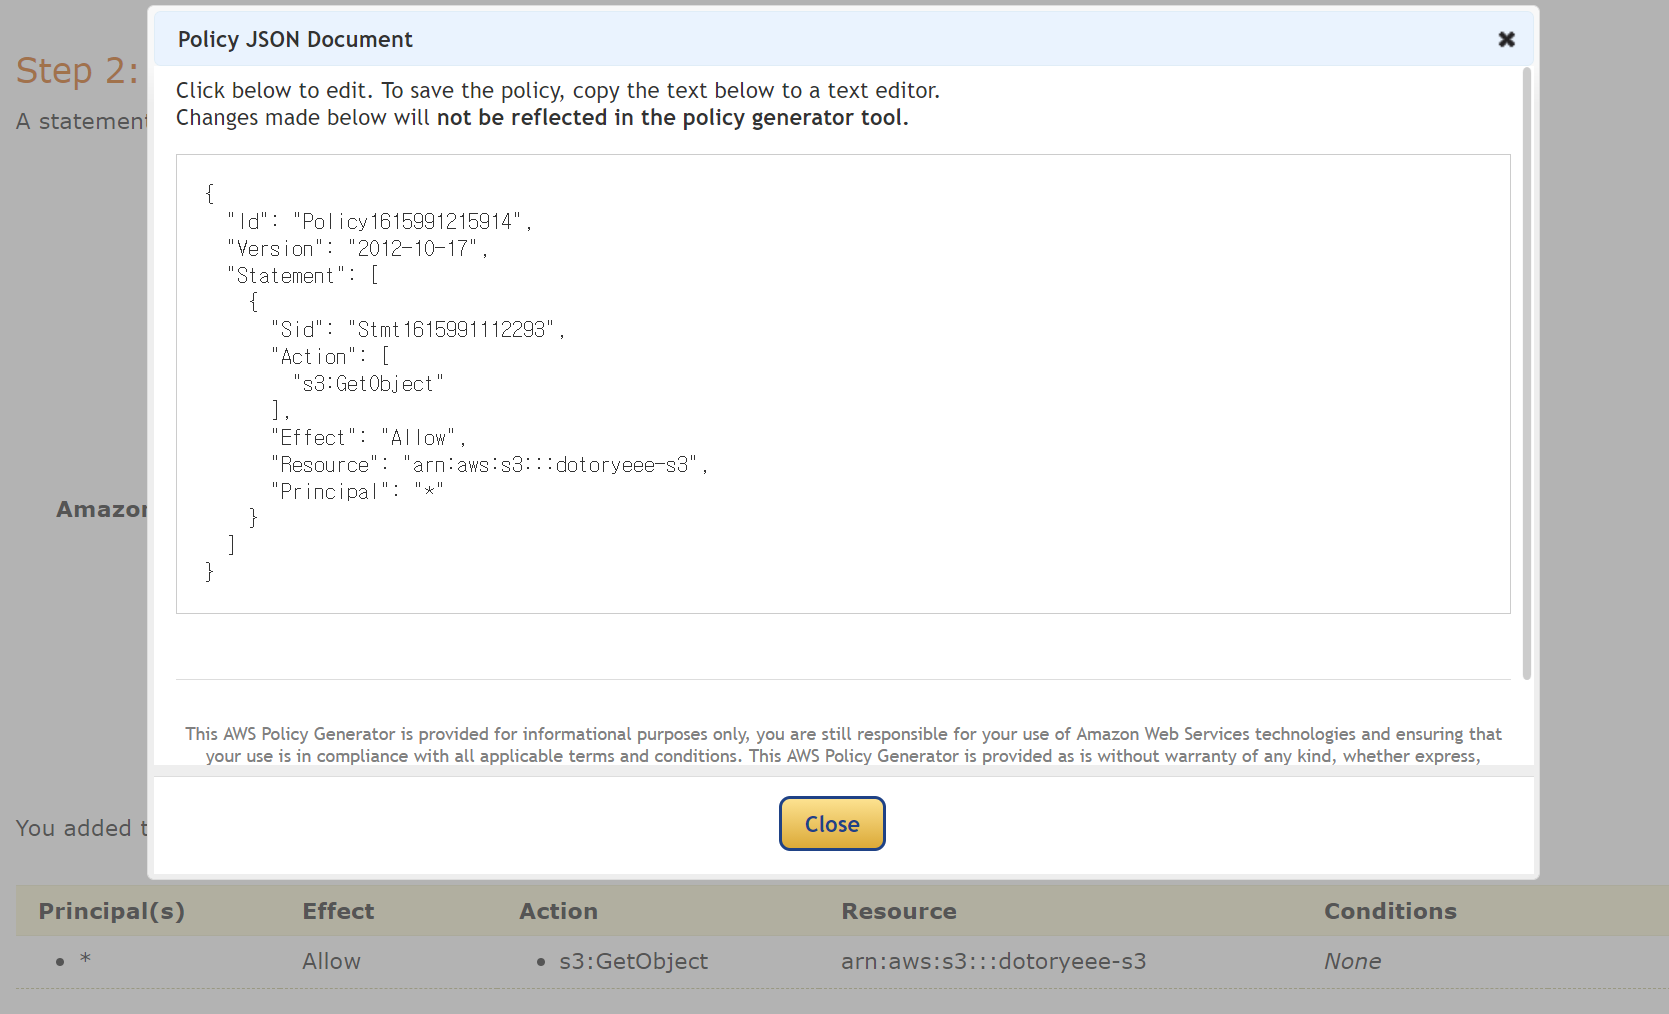 Policy JSON Document
Step 2:
A statement
Click below to edit. To save the policy, copy the text below to a text editor.
Changes made below will not be reflected in the policy generator tool.
{
  "Id": "Policy1615991215914",
  "Version": "2012-10-17",
  "Statement": [
    {
      "Sid": "Stmt1615991112293",
      "Action": [
        "s3:GetObject"
      ],
      "Effect": "Allow",
      "Resource": "arn:aws:s3:::dotoryeee-s3",
      "Principal": "*"
    }
  ]
}
Amazon
This AWS Policy Generator is provided for informational purposes only, you are still responsible for your use of Amazon Web Services technologies and ensuring that
your use is in compliance with all applicable terms and conditions. This AWS Policy Generator is provided as is without warranty of any kind, whether express,
Close
You added t
Principal(s) Effect Action Resource Conditions
• * Allow • s3:GetObject arn:aws:s3:::dotoryeee-s3 None